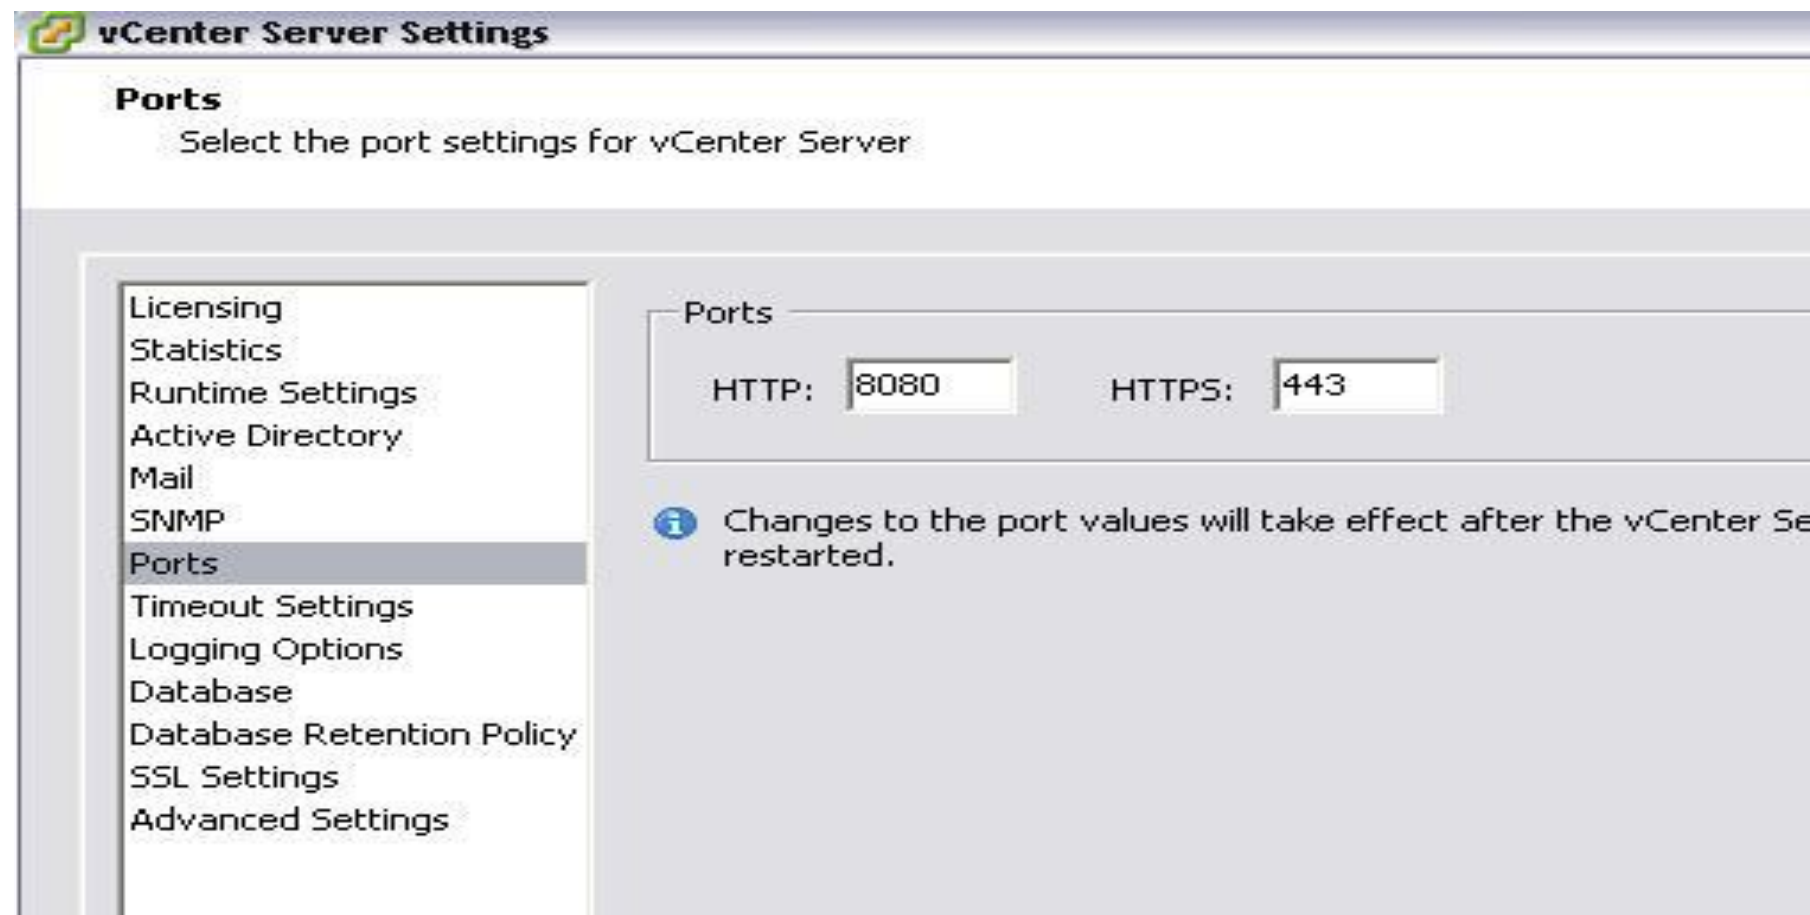 vCenter Server Settings
Ports
Select the port settings for vCenter Server
Licensing
Statistics
Runtime Settings
Active Directory
Mail
SNMP
Ports
Timeout Settings
Logging Options
Database
Database Retention Policy
SSL Settings
Advanced Settings
Ports
HTTP: 8080 HTTPS: 443
Changes to the port values will take effect after the vCenter Se
restarted.